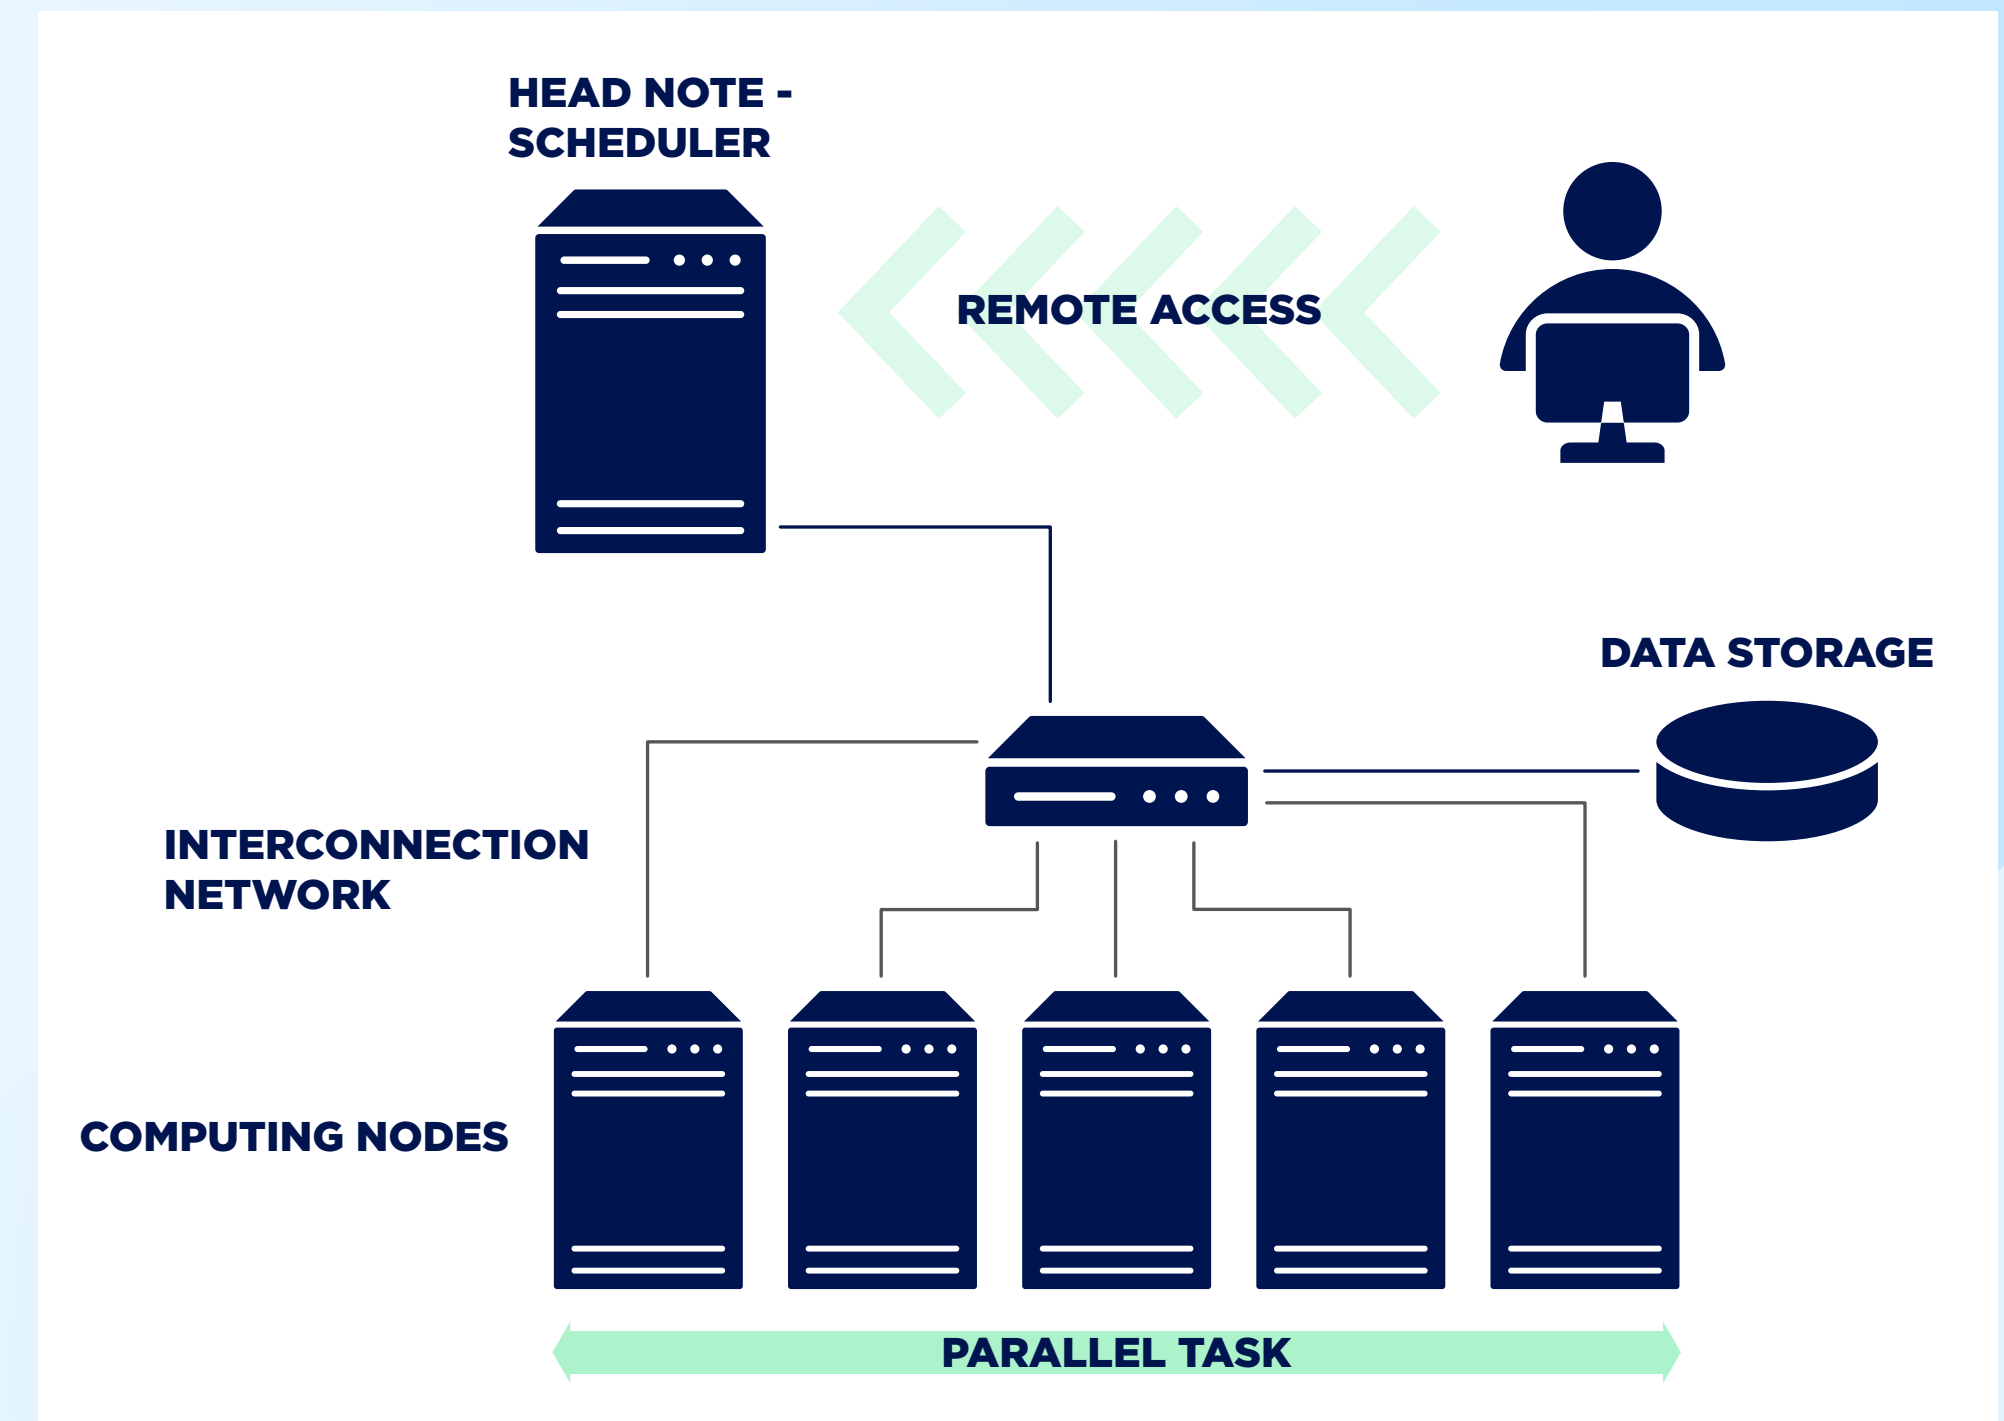 HEAD NOTE -
SCHEDULER
REMOTE ACCESS
DATA STORAGE
INTERCONNECTION
NETWORK
COMPUTING NODES
PARALLEL TASK